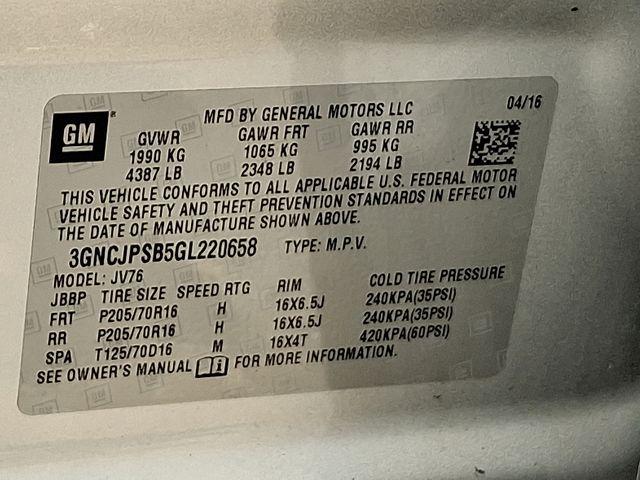 GM
MFD BY GENERAL MOTORS LLC 04/16
GVWR GAWR FRT GAWR RR
1990 KG 1065 KG 995 KG
4387 LB 2348 LB 2194 LB
THIS VEHICLE CONFORMS TO ALL APPLICABLE U.S. FEDERAL MOTOR
VEHICLE SAFETY AND THEFT PREVENTION STANDARDS IN EFFECT ON
THE DATE OF MANUFACTURE SHOWN ABOVE.
3GNCJPSB5GL220658 TYPE: M.P.V.
MODEL: JV76
JBBP TIRE SIZE SPEED RTG RIM COLD TIRE PRESSURE
FRT P205/70R16 H 16X6.5J 240KPA(35PSI)
RR P205/70R16 H 16X6.5J 240KPA(35PSI)
SPA T125/70D16 M 16X4T 420KPA(60PSI)
SEE OWNER'S MANUAL FOR MORE INFORMATION.